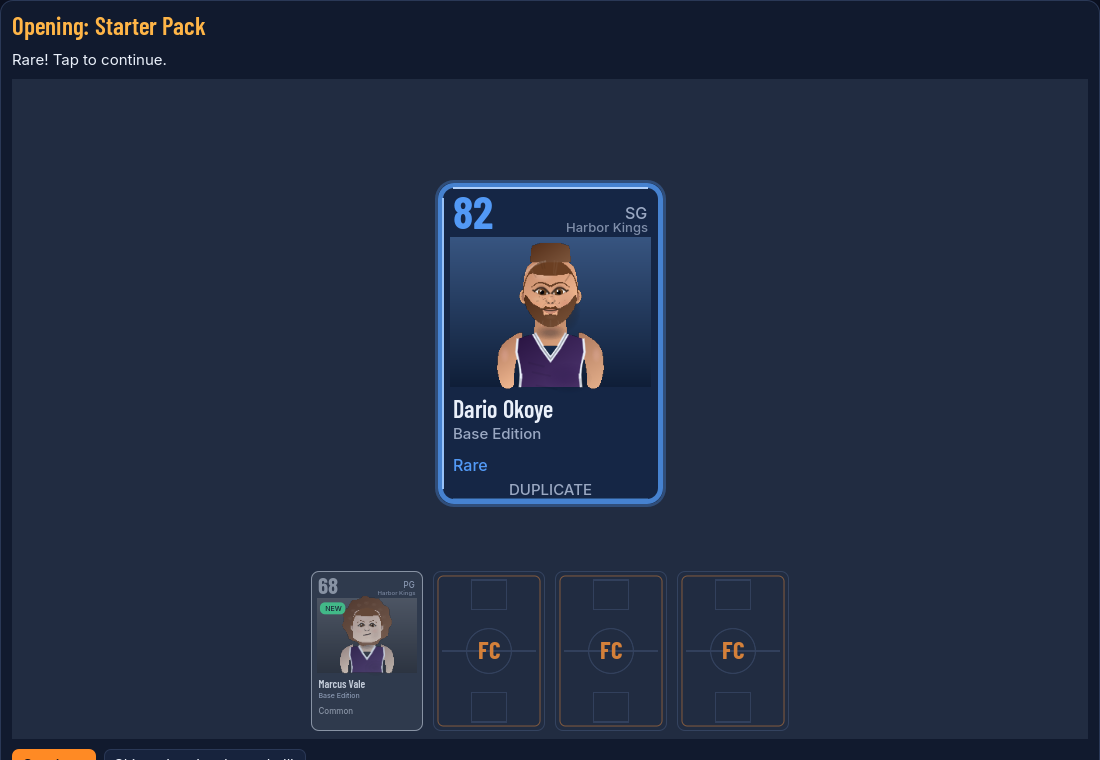 Opening: Starter Pack
Rare! Tap to continue.
82
SG
Harbor Kings
Dario Okoye
Base Edition
Rare
DUPLICATE
68
PG
Harbor Kings
NEW
Marcus Vale
Base Edition
Common
FC
FC
FC